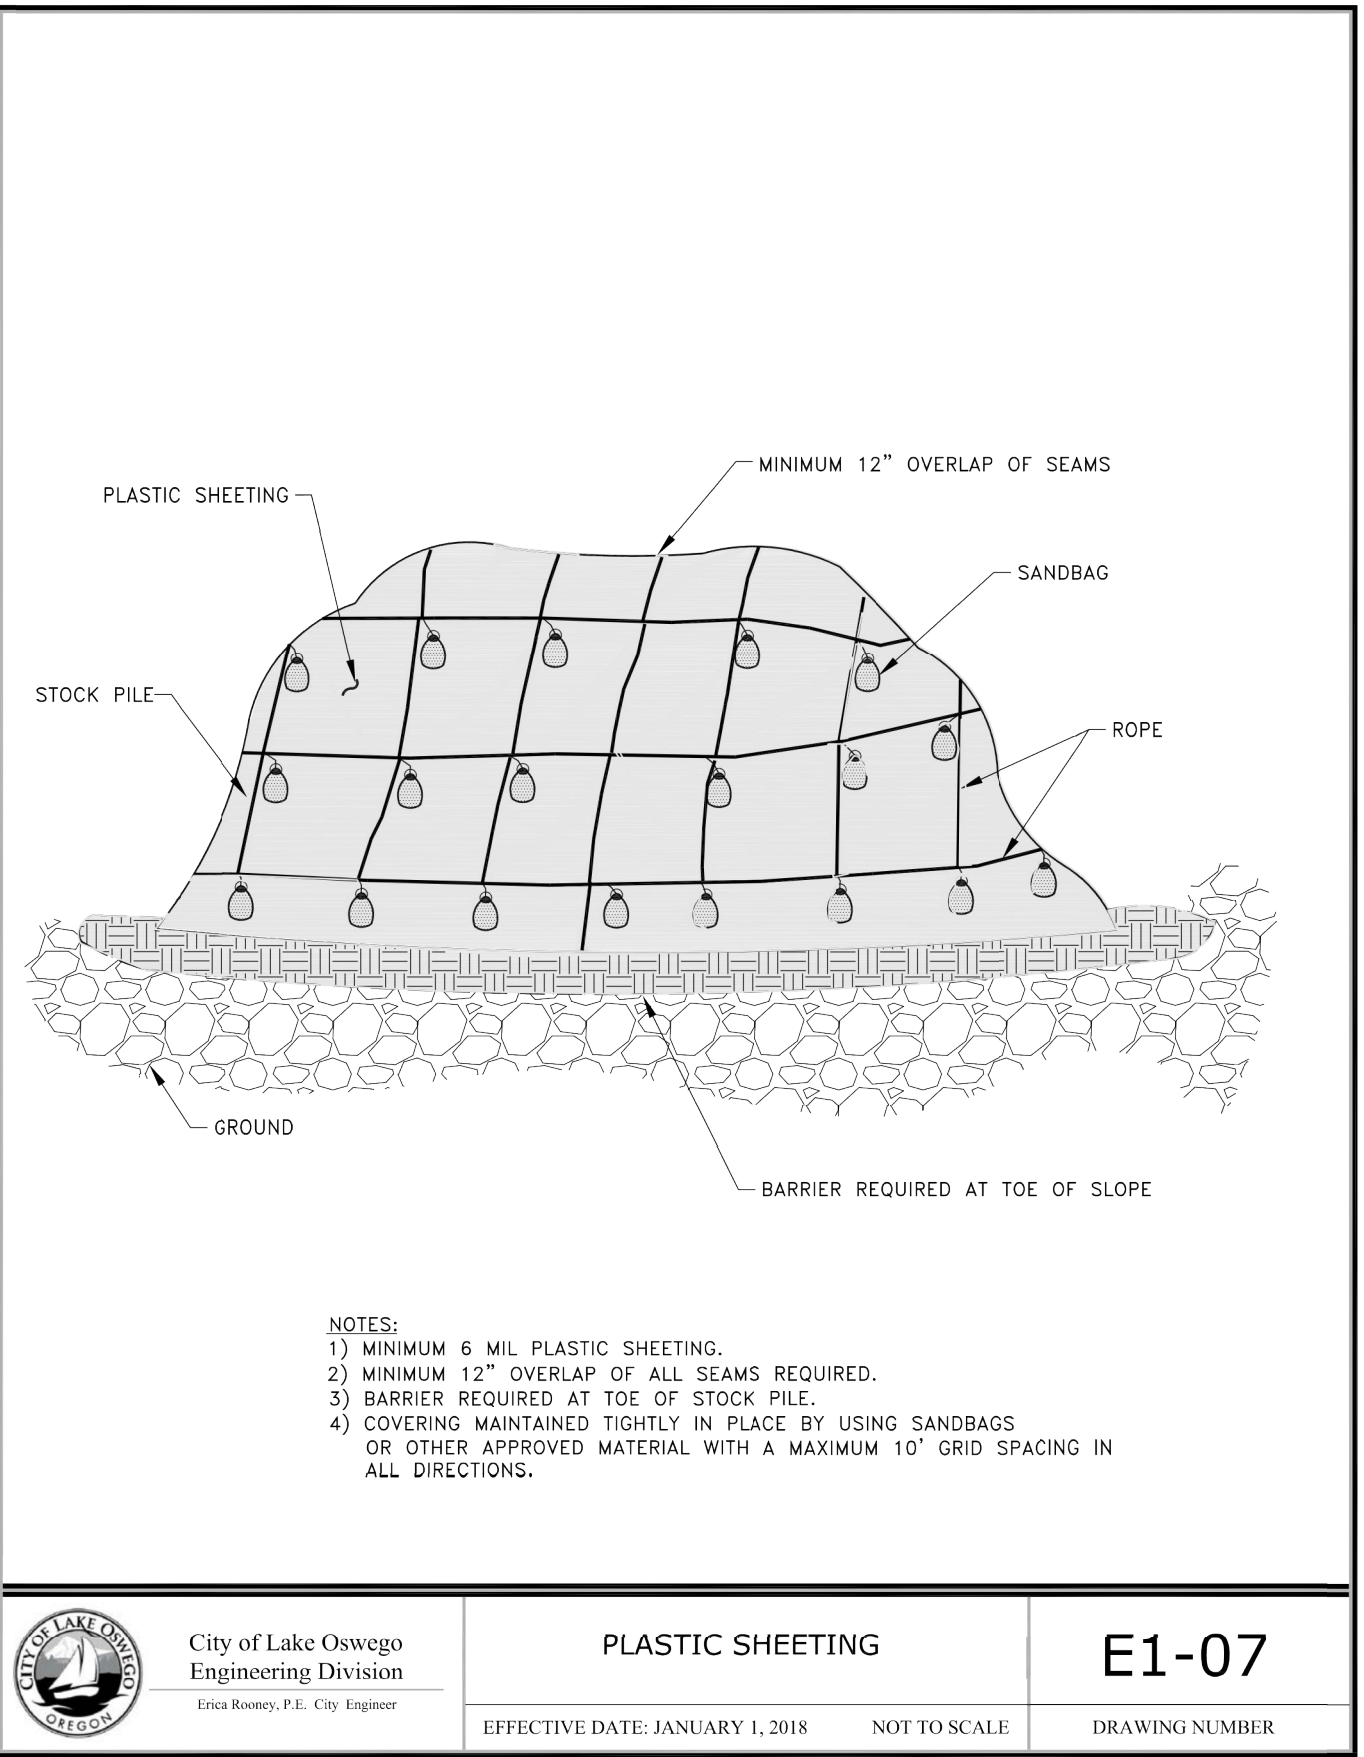 MINIMUM 12” OVERLAP OF SEAMS
PLASTIC SHEETING
SANDBAG
STOCK PILE
ROPE
GROUND
BARRIER REQUIRED AT TOE OF SLOPE
NOTES:
1) MINIMUM 6 MIL PLASTIC SHEETING.
2) MINIMUM 12” OVERLAP OF ALL SEAMS REQUIRED.
3) BARRIER REQUIRED AT TOE OF STOCK PILE.
4) COVERING MAINTAINED TIGHTLY IN PLACE BY USING SANDBAGS
OR OTHER APPROVED MATERIAL WITH A MAXIMUM 10' GRID SPACING IN
ALL DIRECTIONS.
CITY OF LAKE OSWEGO
OREGON
City of Lake Oswego
Engineering Division
Erica Rooney, P.E. City Engineer
PLASTIC SHEETING
EFFECTIVE DATE: JANUARY 1, 2018 NOT TO SCALE
E1-07
DRAWING NUMBER